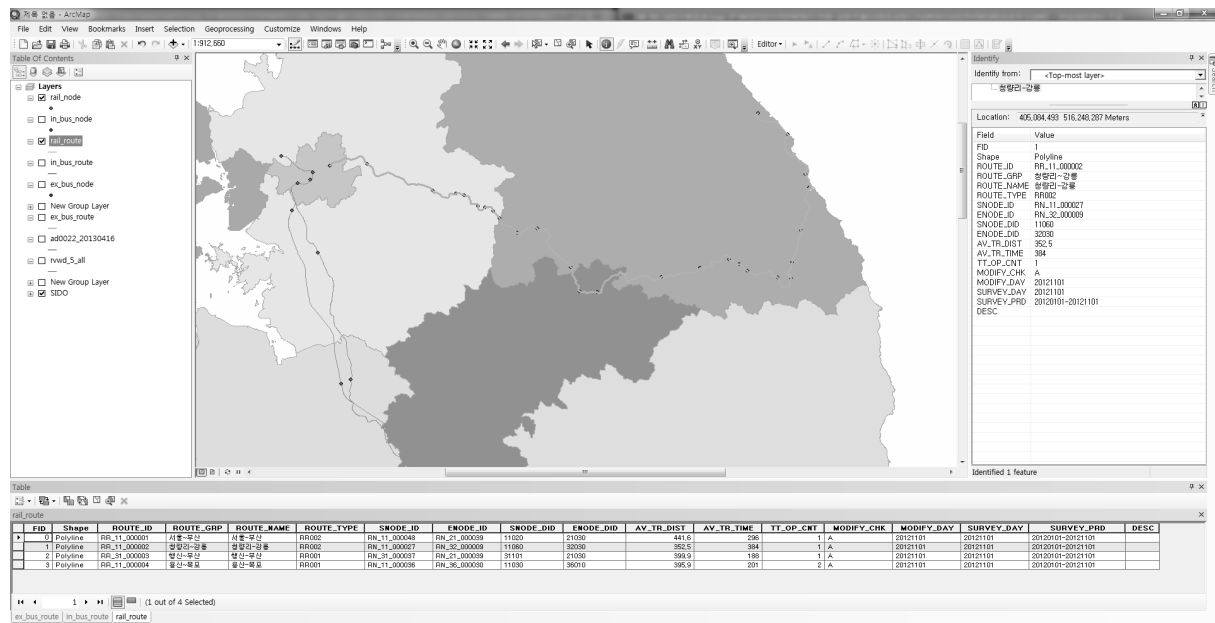 제목 없음 - ArcMap
File Edit View Bookmarks Insert Selection Geoprocessing Customize Windows Help
1:912,660
Editor
Table Of Contents
Layers
rail_node
in_bus_node
rail_route
in_bus_route
ex_bus_node
New Group Layer
ex_bus_route
ad0022_20130416
rvwd_5_all
New Group Layer
SIDO
Identify
Identify from: <Top-most layer>
청량리-강릉
Location: 405,084,493 516,248,287 Meters
Field Value
FID 1
Shape Polyline
ROUTE_ID RR_11_000002
ROUTE_GRP 청량리~강릉
ROUTE_NAME 청량리-강릉
ROUTE_TYPE RR002
SNODE_ID RN_11_000027
ENODE_ID RN_32_000009
SNODE_DID 11060
ENODE_DID 32030
AV_TR_DIST 352,5
AV_TR_TIME 384
TT_OP_CNT 1
MODIFY_CHK A
MODIFY_DAY 20121101
SURVEY_DAY 20121101
SURVEY_PRD 20120101-20121101
DESC
Identified 1 feature
Table
rail_route
FID Shape ROUTE_ID ROUTE_GRP ROUTE_NAME ROUTE_TYPE SNODE_ID ENODE_ID SNODE_DID ENODE_DID AV_TR_DIST AV_TR_TIME TT_OP_CNT MODIFY_CHK MODIFY_DAY SURVEY_DAY SURVEY_PRD DESC
0 Polyline RR_11_000001 서울~부산 서울-부산 RR002 RN_11_000048 RN_21_000039 11020 21030 441,6 296 1 A 20121101 20121101 20120101-20121101
1 Polyline RR_11_000002 청량리~강릉 청량리-강릉 RR002 RN_11_000027 RN_32_000009 11060 32030 352,5 384 1 A 20121101 20121101 20120101-20121101
2 Polyline RR_31_000003 행신~부산 행신-부산 RR001 RN_31_000001 RN_21_000039 31101 21030 399,9 188 1 A 20121101 20121101 20120101-20121101
3 Polyline RR_11_000004 용산~목포 용산-목포 RR001 RN_11_000036 RN_36_000030 11030 36010 395,9 201 2 A 20121101 20121101 20120101-20121101
1 (1 out of 4 Selected)
ex_bus_route in_bus_route rail_route